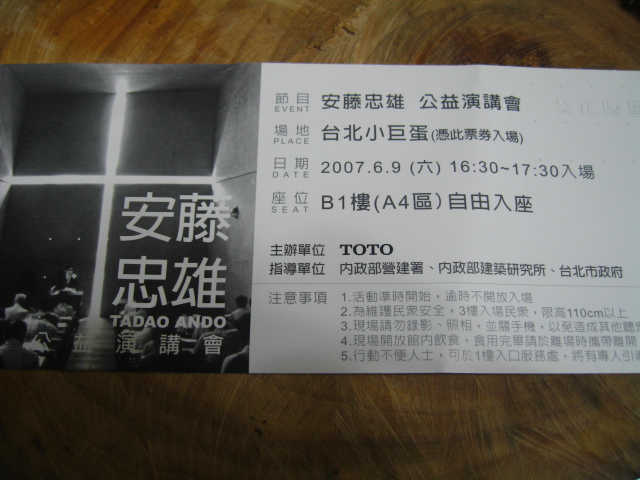 安藤
忠雄
TADAO ANDO
公益演講會
節目 安藤忠雄 公益演講會
EVENT
場地 台北小巨蛋(憑此票券入場)
PLACE
日期 2007.6.9 (六) 16:30~17:30入場
DATE
座位 B1樓(A4區)自由入座
SEAT
主辦單位 TOTO
指導單位 內政部營建署、內政部建築研究所、台北市政府
注意事項 1.活動準時開始，逾時不開放入場
2.為維護民眾安全，3樓入場民眾，限高110cm以上
3.現場請勿錄影、照相，並關手機，以免造成其他聽
4.現場開放館內飲食，食用完畢請於離場時攜帶離開
5.行動不便人士，可於1樓入口服務處，將有專人引